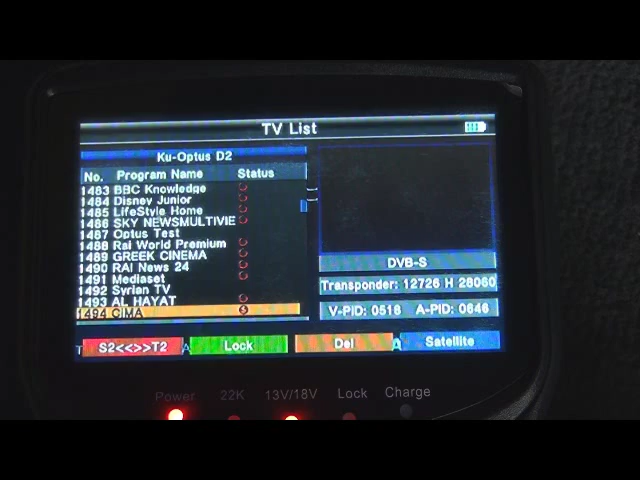 TV List
Ku-Optus D2
No. Program Name Status
1483 BBC Knowledge
1484 Disney Junior
1485 LifeStyle Home
1486 SKY NEWSMULTIVIE
1487 Optus Test
1488 Rai World Premium
1489 GREEK CINEMA
1490 RAI News 24
1491 Mediaset
1492 Syrian TV
1493 AL HAYAT
1494 CIMA
DVB-S
Transponder: 12726 H 28060
V-PID: 0516 A-PID: 0646
S2<<>>T2 Lock Del Satellite
Power 22K 13V/18V Lock Charge